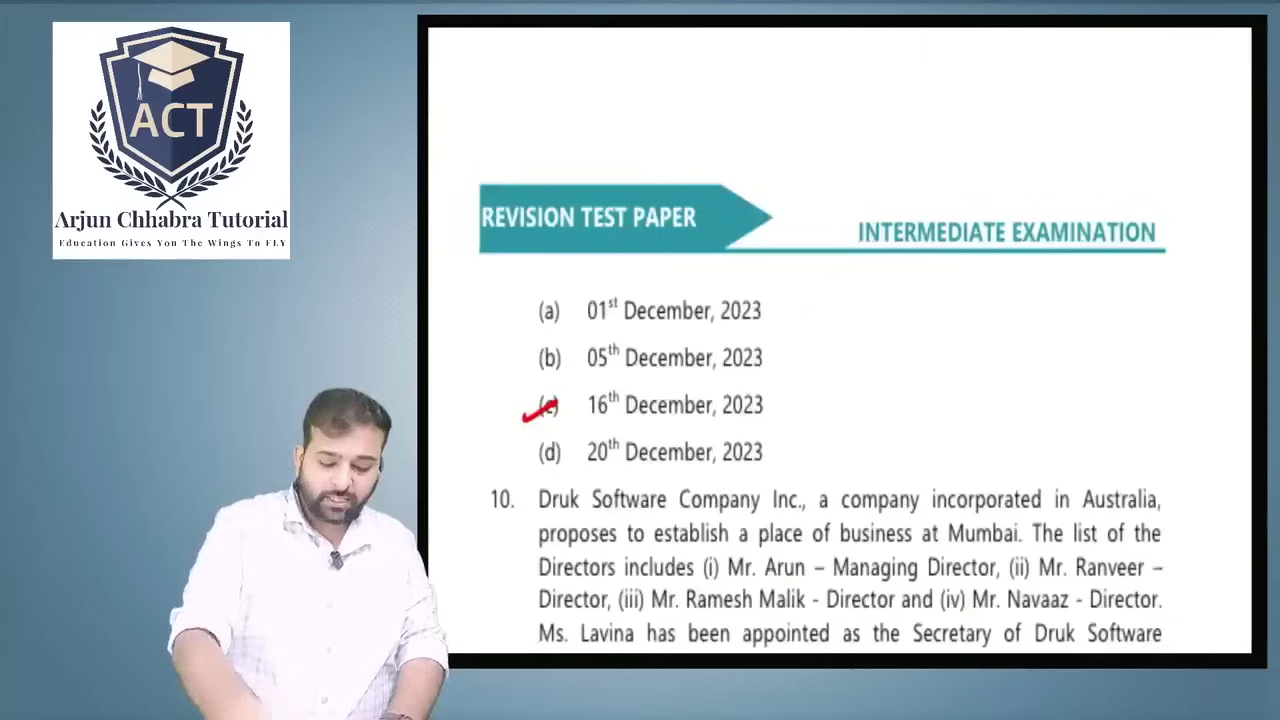 ACT
Arjun Chhabra Tutorial
Education Gives You The Wings To FLY
REVISION TEST PAPER
INTERMEDIATE EXAMINATION
(a) 01st December, 2023
(b) 05th December, 2023
(c) 16th December, 2023
(d) 20th December, 2023
10. Druk Software Company Inc., a company incorporated in Australia,
proposes to establish a place of business at Mumbai. The list of the
Directors includes (i) Mr. Arun – Managing Director, (ii) Mr. Ranveer –
Director, (iii) Mr. Ramesh Malik - Director and (iv) Mr. Navaaz - Director.
Ms. Lavina has been appointed as the Secretary of Druk Software